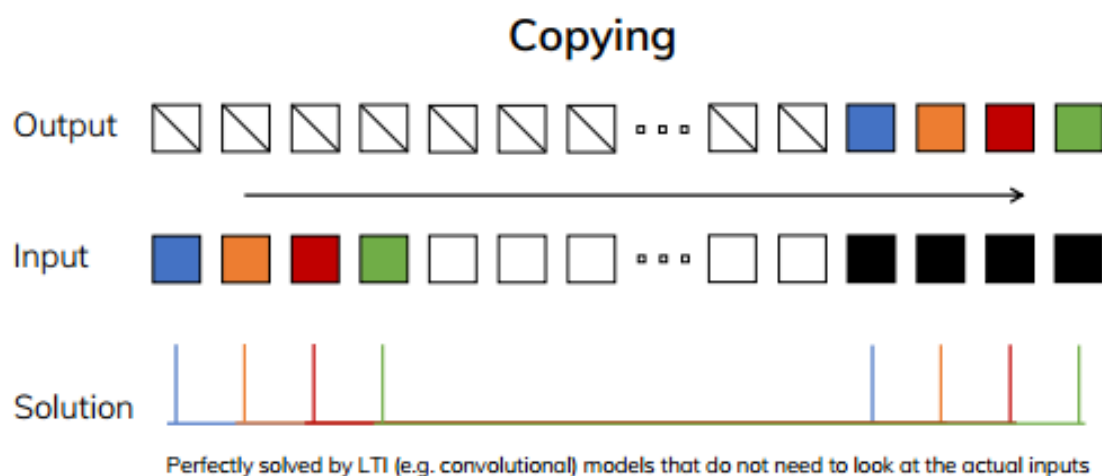 Copying
Output
Input
Solution
Perfectly solved by LTI (e.g. convolutional) models that do not need to look at the actual inputs